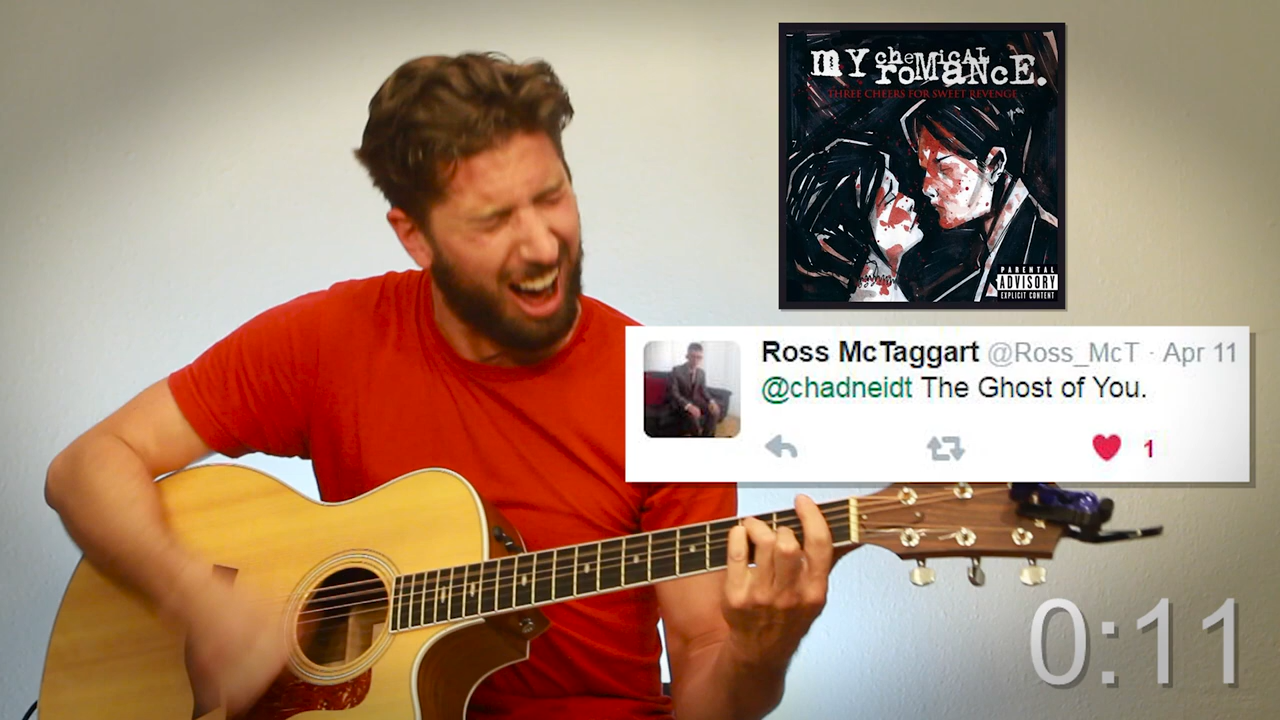 my chemical
romance.
THREE CHEERS FOR SWEET REVENGE
PARENTAL
ADVISORY
EXPLICIT CONTENT
Ross McTaggart @Ross_McT · Apr 11
@chadneidt The Ghost of You.
1
0:11